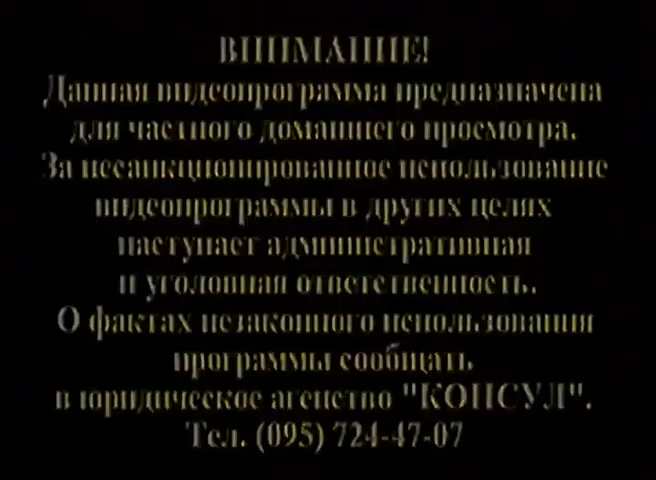 ВНИМАНИЕ!
Данная видеопрограмма предназначена
для частного домашнего просмотра.
За несанкционированное использование
видеопрограммы в других целях
наступает административная
и уголовная ответственность.
О фактах незаконного использования
программы сообщать
в юридическое агенство "КОНСУЛ".
Тел. (095) 724-47-07